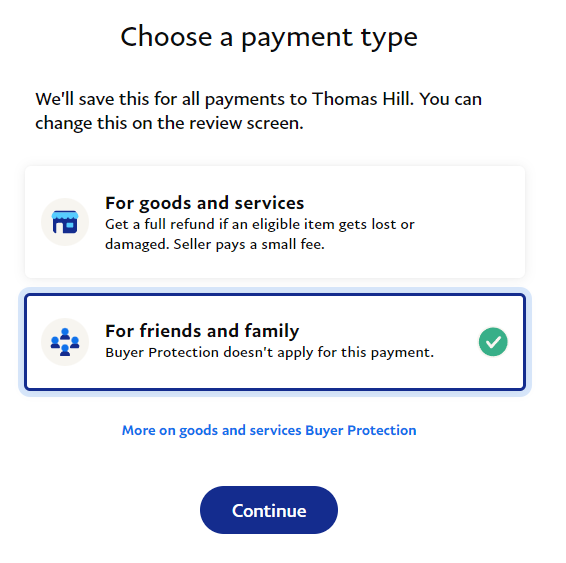 Choose a payment type
We'll save this for all payments to Thomas Hill. You can
change this on the review screen.
For goods and services
Get a full refund if an eligible item gets lost or
damaged. Seller pays a small fee.
For friends and family
Buyer Protection doesn't apply for this payment.
More on goods and services Buyer Protection
Continue